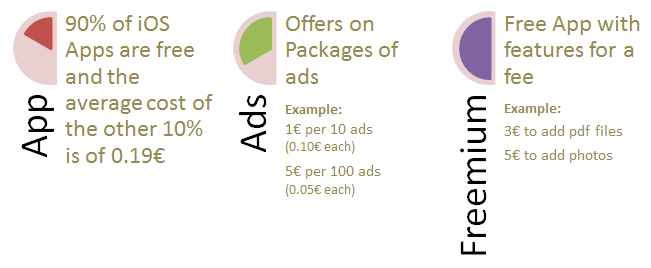 App
90% of iOS
Apps are free
and the
average cost of
the other 10%
is of 0.19€
Ads
Offers on
Packages of
ads
Example:
1€ per 10 ads
(0.10€ each)
5€ per 100 ads
(0.05€ each)
Freemium
Free App with
features for a
fee
Example:
3€ to add pdf files
5€ to add photos